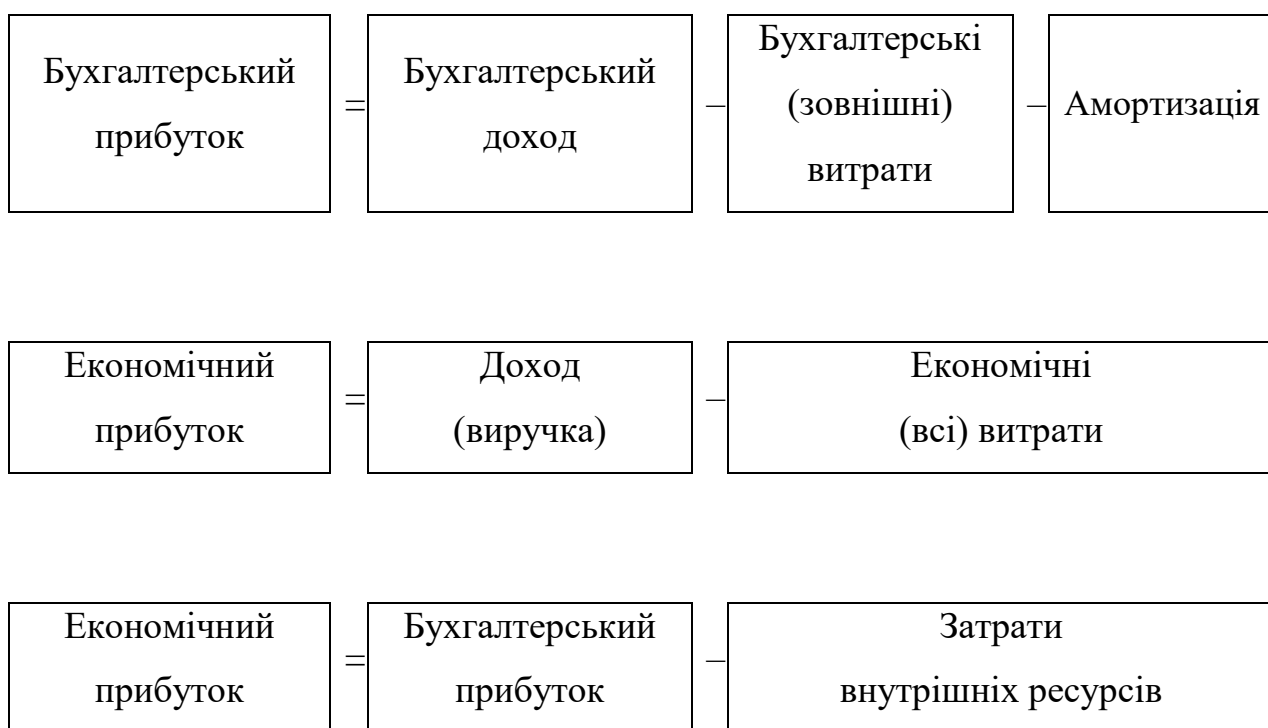 Бухгалтерський
прибуток
=
Бухгалтерський
доход
–
Бухгалтерські
(зовнішні)
витрати
–
Амортизація
Економічний
прибуток
=
Доход
(виручка)
–
Економічні
(всі) витрати
Економічний
прибуток
=
Бухгалтерський
прибуток
–
Затрати
внутрішніх ресурсів